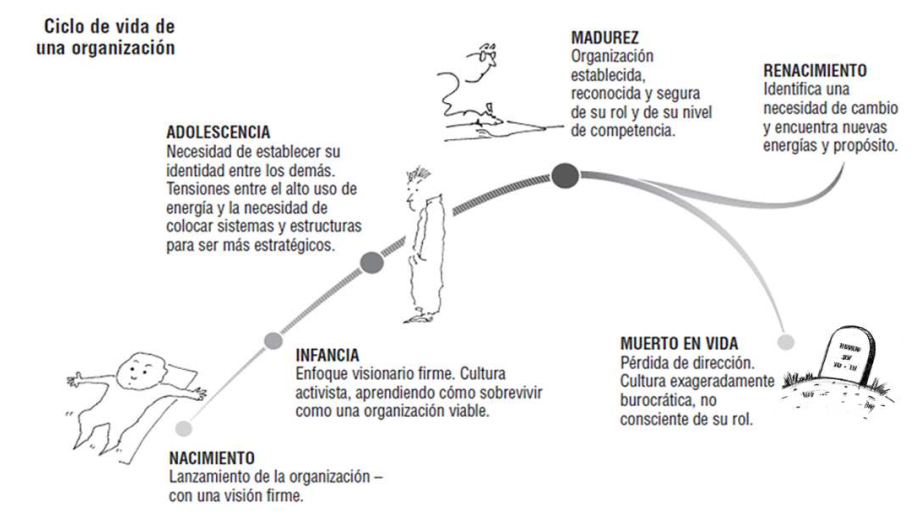 Ciclo de vida de
una organización
MADUREZ
Organización
establecida,
reconocida y segura
de su rol y de su nivel
de competencia.
RENACIMIENTO
Identifica una
necesidad de cambio
y encuentra nuevas
energías y propósito.
ADOLESCENCIA
Necesidad de establecer su
identidad entre los demás.
Tensiones entre el alto uso de
energía y la necesidad de
colocar sistemas y estructuras
para ser más estratégicos.
INFANCIA
Enfoque visionario firme. Cultura
activista, aprendiendo cómo sobrevivir
como una organización viable.
MUERTO EN VIDA
Pérdida de dirección.
Cultura exageradamente
burocrática, no
consciente de su rol.
NACIMIENTO
Lanzamiento de la organización –
con una visión firme.